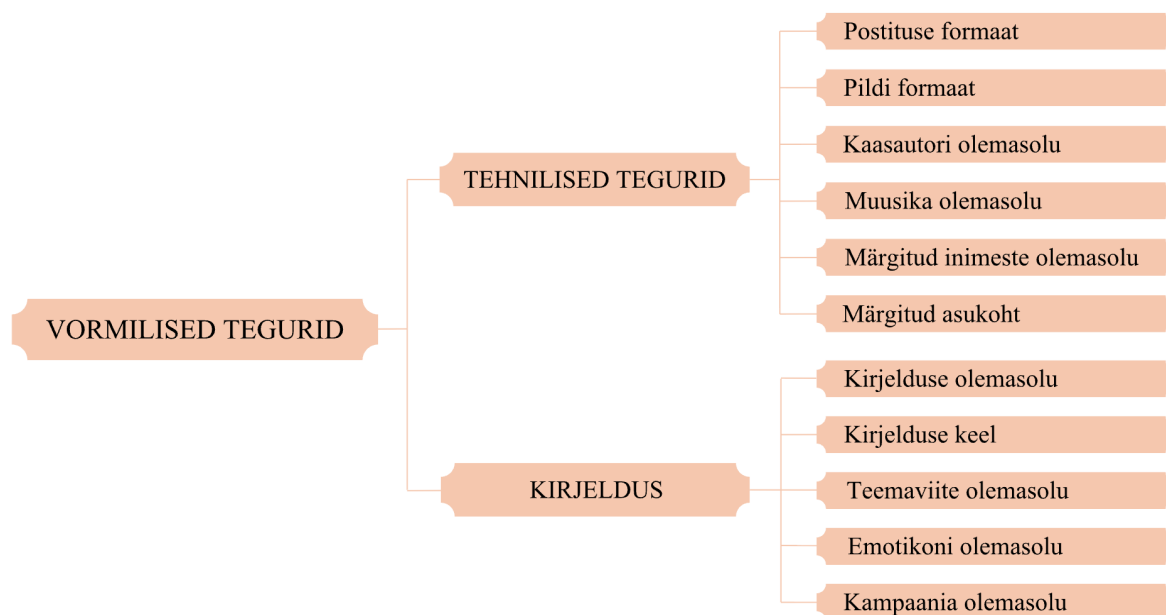 VORMILISED TEGURID
TEHNILISED TEGURID
Postituse formaat
Pildi formaat
Kaasautori olemasolu
Muusika olemasolu
Märgitud inimeste olemasolu
Märgitud asukoht
KIRJELDUS
Kirjelduse olemasolu
Kirjelduse keel
Teemaviite olemasolu
Emotikoni olemasolu
Kampaania olemasolu